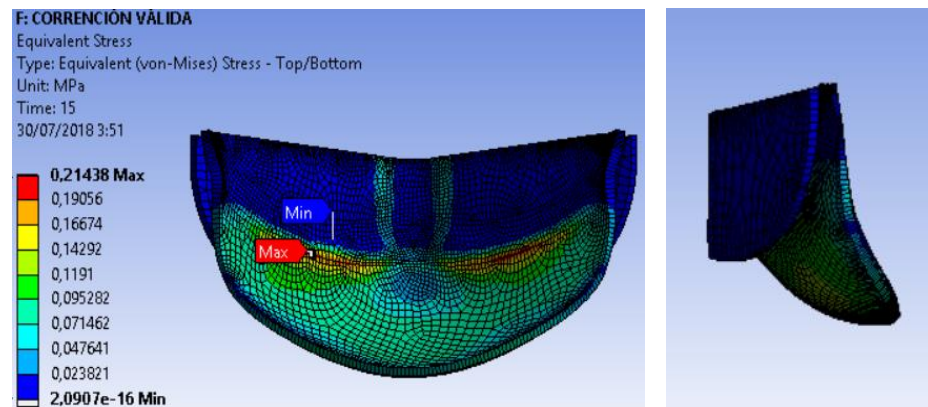 F: CORRENCIÓN VÁLIDA
Equivalent Stress
Type: Equivalent (von-Mises) Stress - Top/Bottom
Unit: MPa
Time: 15
30/07/2018 3:51
0,21438 Max
0,19056
0,16674
0,14292
0,1191
0,095282
0,071462
0,047641
0,023821
2,0907e-16 Min
Min
Max